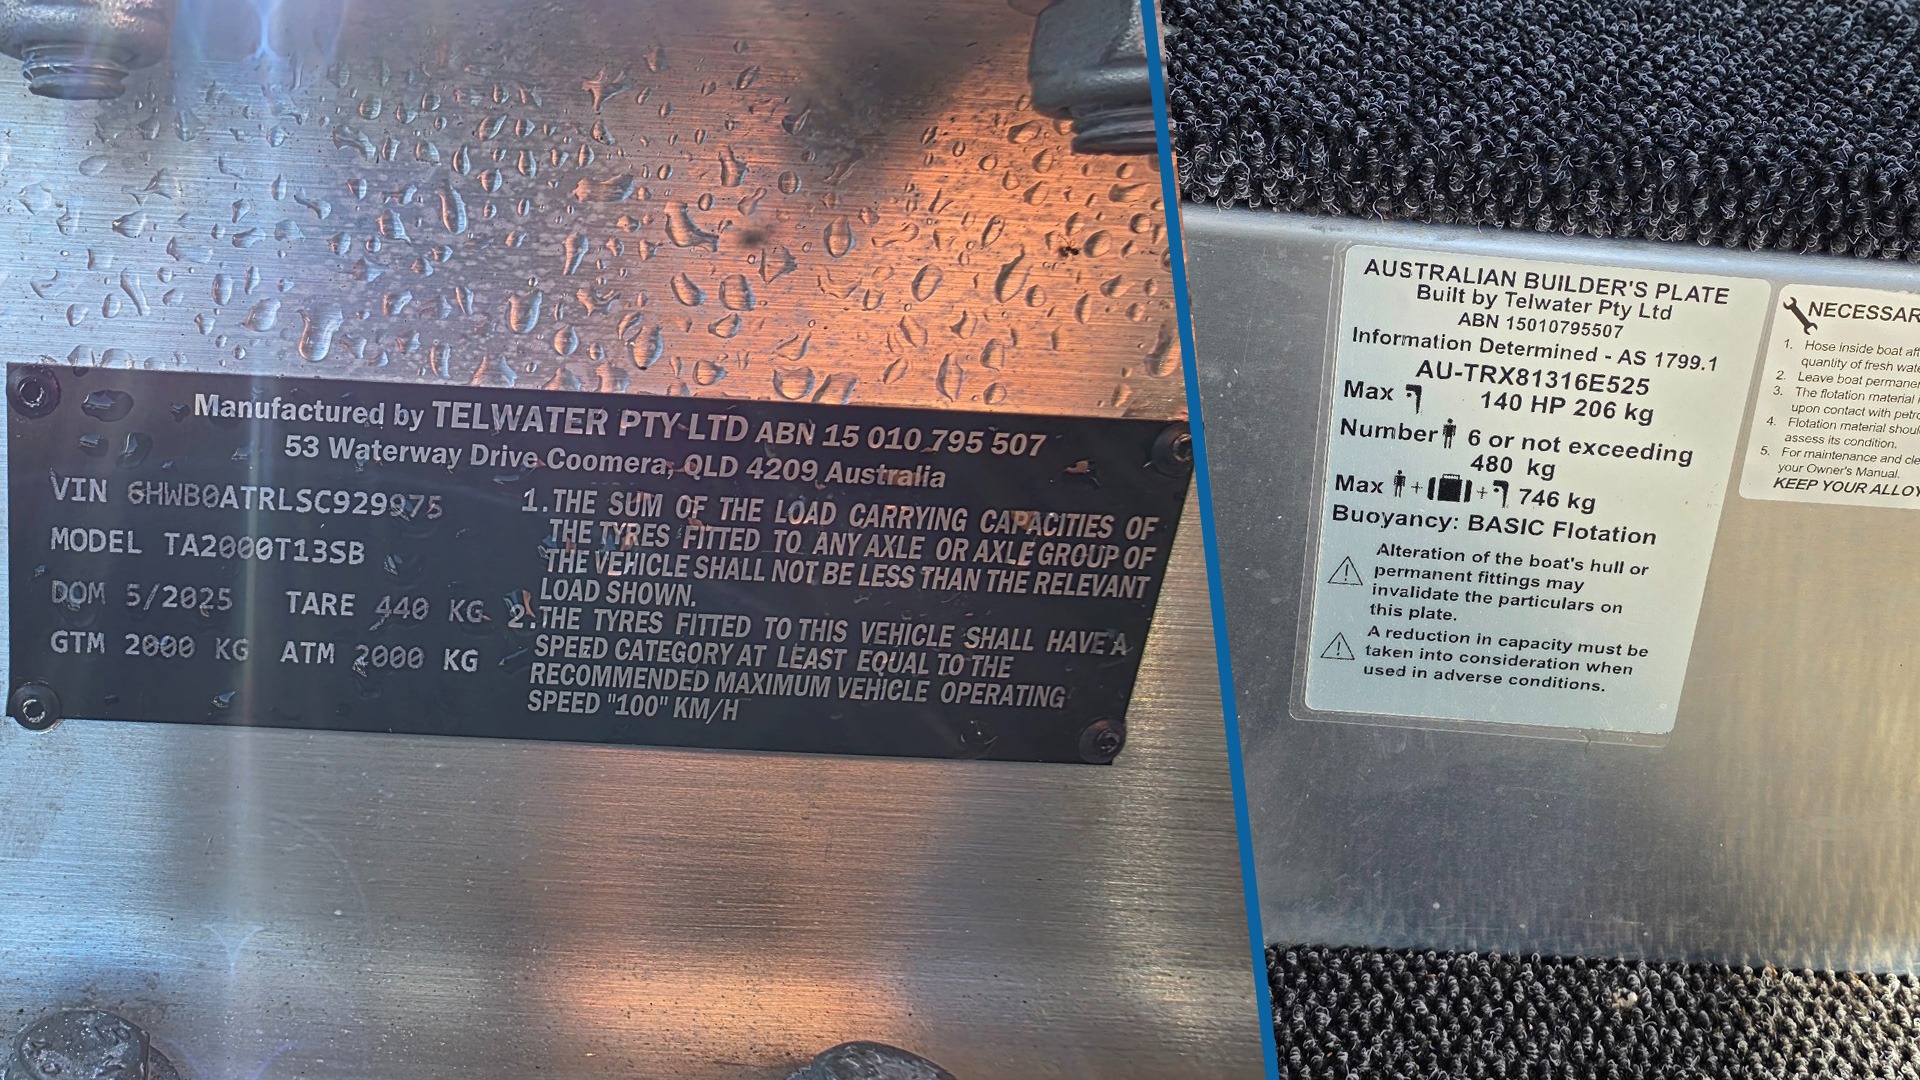 Manufactured by TELWATER PTY LTD ABN 15 010 795 507
53 Waterway Drive Coomera, QLD 4209 Australia
VIN 6HWB0ATRLSC929975
MODEL TA2000T13SB
DOM 5/2025 TARE 440 KG
GTM 2000 KG ATM 2000 KG
1. THE SUM OF THE LOAD CARRYING CAPACITIES OF
THE TYRES FITTED TO ANY AXLE OR AXLE GROUP OF
THE VEHICLE SHALL NOT BE LESS THAN THE RELEVANT
LOAD SHOWN.
2. THE TYRES FITTED TO THIS VEHICLE SHALL HAVE A
SPEED CATEGORY AT LEAST EQUAL TO THE
RECOMMENDED MAXIMUM VEHICLE OPERATING
SPEED "100" KM/H
AUSTRALIAN BUILDER'S PLATE
Built by Telwater Pty Ltd
ABN 15010795507
Information Determined - AS 1799.1
AU-TRX81316E525
Max 140 HP 206 kg
Number 6 or not exceeding
480 kg
Max + + 746 kg
Buoyancy: BASIC Flotation
Alteration of the boat's hull or
permanent fittings may
invalidate the particulars on
this plate.
A reduction in capacity must be
taken into consideration when
used in adverse conditions.
NECESSAR
1. Hose inside boat aft
quantity of fresh wate
2. Leave boat permanen
3. The flotation material i
upon contact with petro
4. Flotation material shoul
assess its condition.
5. For maintenance and cle
your Owner's Manual.
KEEP YOUR ALLOY